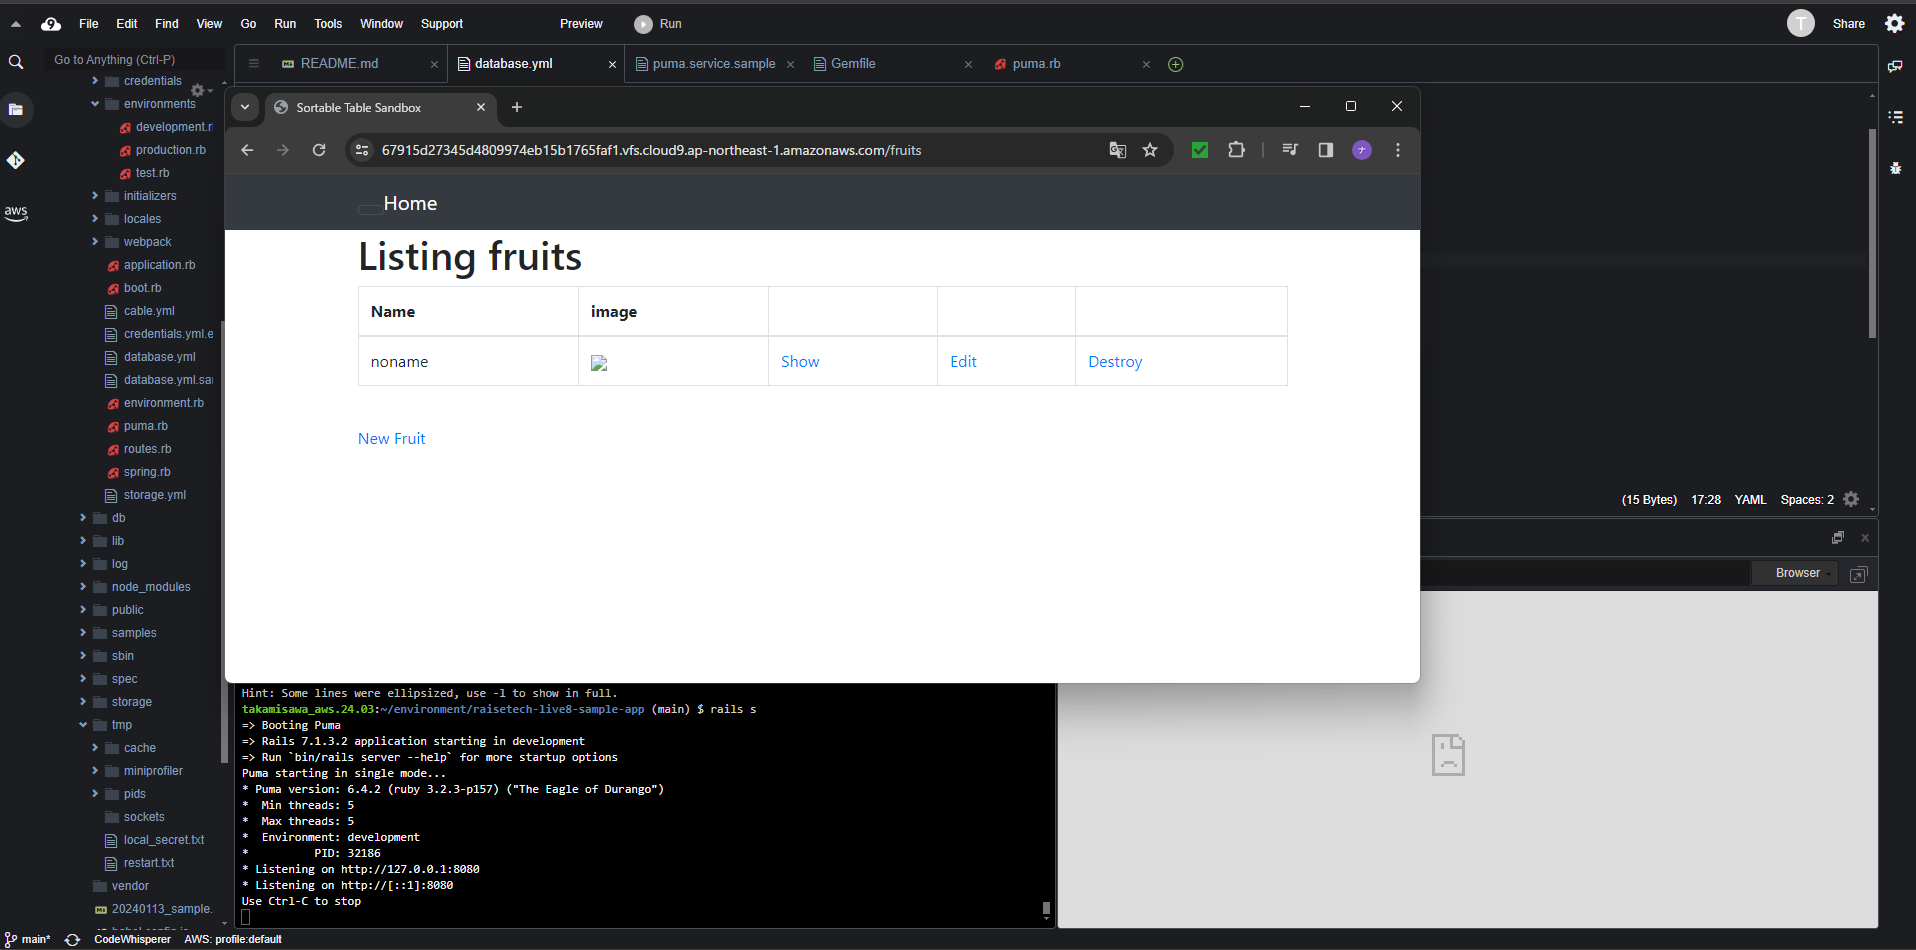 9 File Edit Find View Go Run Tools Window Support Preview Run T Share
Go to Anything (Ctrl-P)
README.md database.yml puma.service.sample Gemfile puma.rb
credentials
environments
development.r
production.rb
test.rb
initializers
locales
webpack
application.rb
boot.rb
cable.yml
credentials.yml.e
database.yml
database.yml.sa
environment.rb
puma.rb
routes.rb
spring.rb
storage.yml
db
lib
log
node_modules
public
samples
sbin
spec
storage
tmp
cache
miniprofiler
pids
sockets
local_secret.txt
restart.txt
vendor
20240113_sample.
aws
Sortable Table Sandbox
67915d27345d4809974eb15b1765faf1.vfs.cloud9.ap-northeast-1.amazonaws.com/fruits
ナ
Home
Listing fruits
Name image
noname Show Edit Destroy
New Fruit
(15 Bytes) 17:28 YAML Spaces: 2
Browser
Hint: Some lines were ellipsized, use -l to show in full.
takamisawa_aws.24.03:~/environment/raisetech-live8-sample-app (main) $ rails s
=> Booting Puma
=> Rails 7.1.3.2 application starting in development
=> Run `bin/rails server --help` for more startup options
Puma starting in single mode...
* Puma version: 6.4.2 (ruby 3.2.3-p157) ("The Eagle of Durango")
* Min threads: 5
* Max threads: 5
* Environment: development
* PID: 32186
* Listening on http://127.0.0.1:8080
* Listening on http://[::1]:8080
Use Ctrl-C to stop
main* CodeWhisperer AWS: profile:default